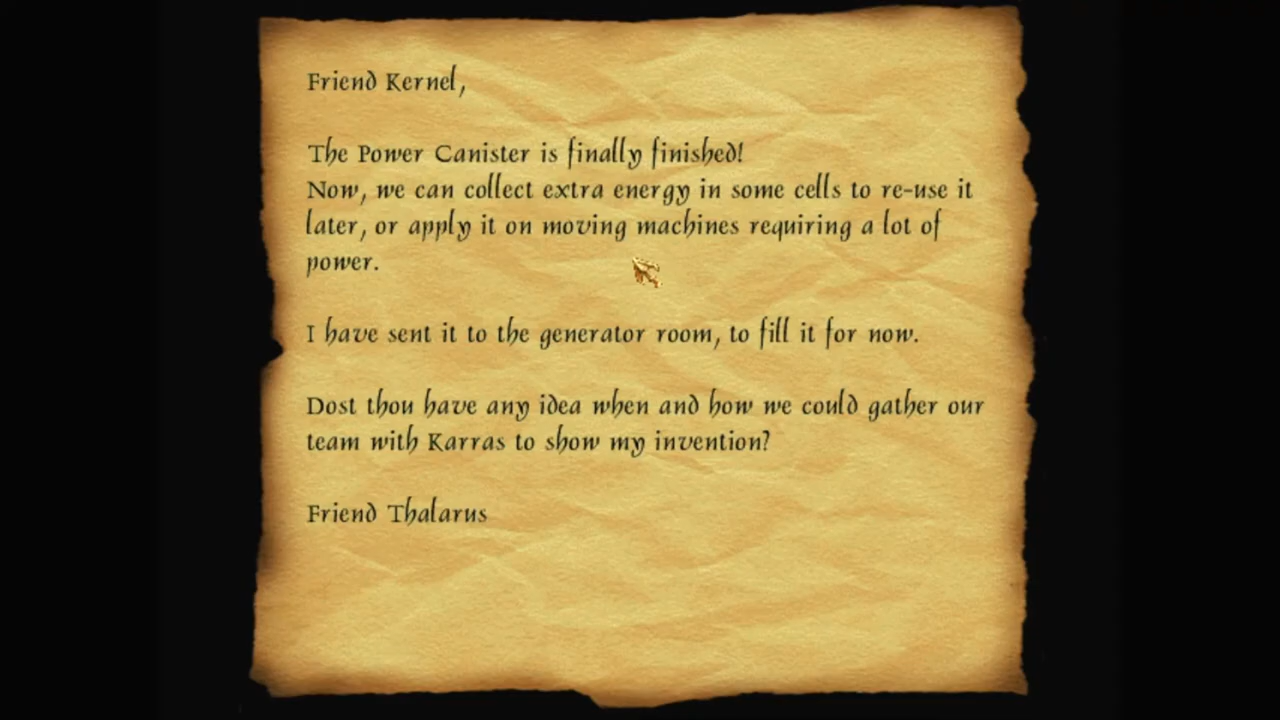 Friend Kernel,
The Power Canister is finally finished!
Now, we can collect extra energy in some cells to re-use it
later, or apply it on moving machines requiring a lot of
power.
I have sent it to the generator room, to fill it for now.
Dost thou have any idea when and how we could gather our
team with Karras to show my invention?
Friend Thalarus